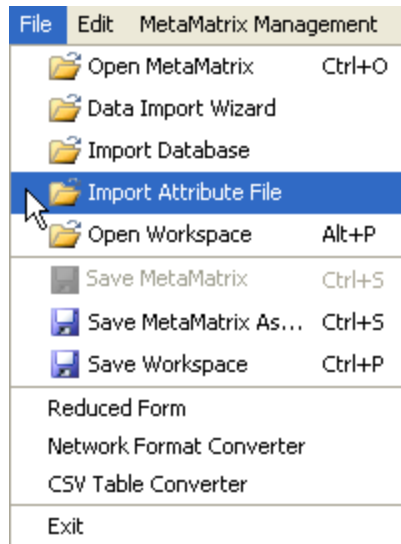 File Edit MetaMatrix Management
Open MetaMatrix Ctrl+O
Data Import Wizard
Import Database
Import Attribute File
Open Workspace Alt+P
Save MetaMatrix Ctrl+S
Save MetaMatrix As... Ctrl+S
Save Workspace Ctrl+P
Reduced Form
Network Format Converter
CSV Table Converter
Exit